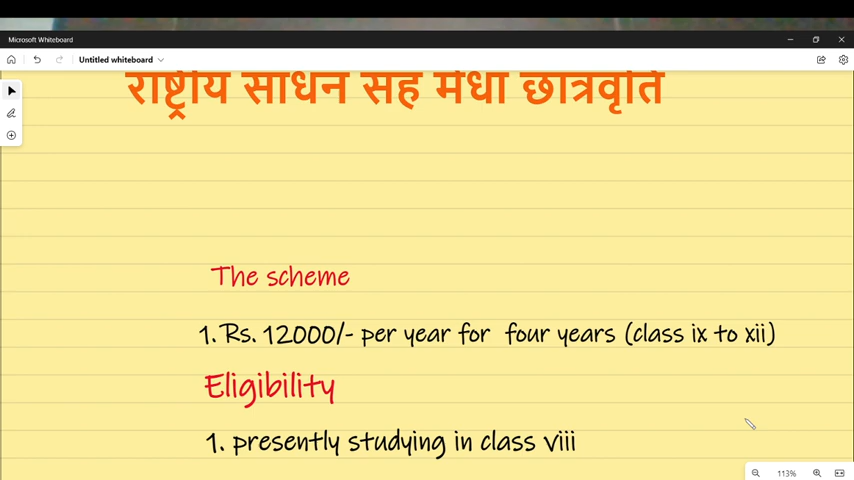 Microsoft Whiteboard
Untitled whiteboard
राष्ट्रीय साधन सह मेधा छात्रवृति
The scheme
1. Rs. 12000/- per year for four years (class ix to xii)
Eligibility
1. presently studying in class viii
113%